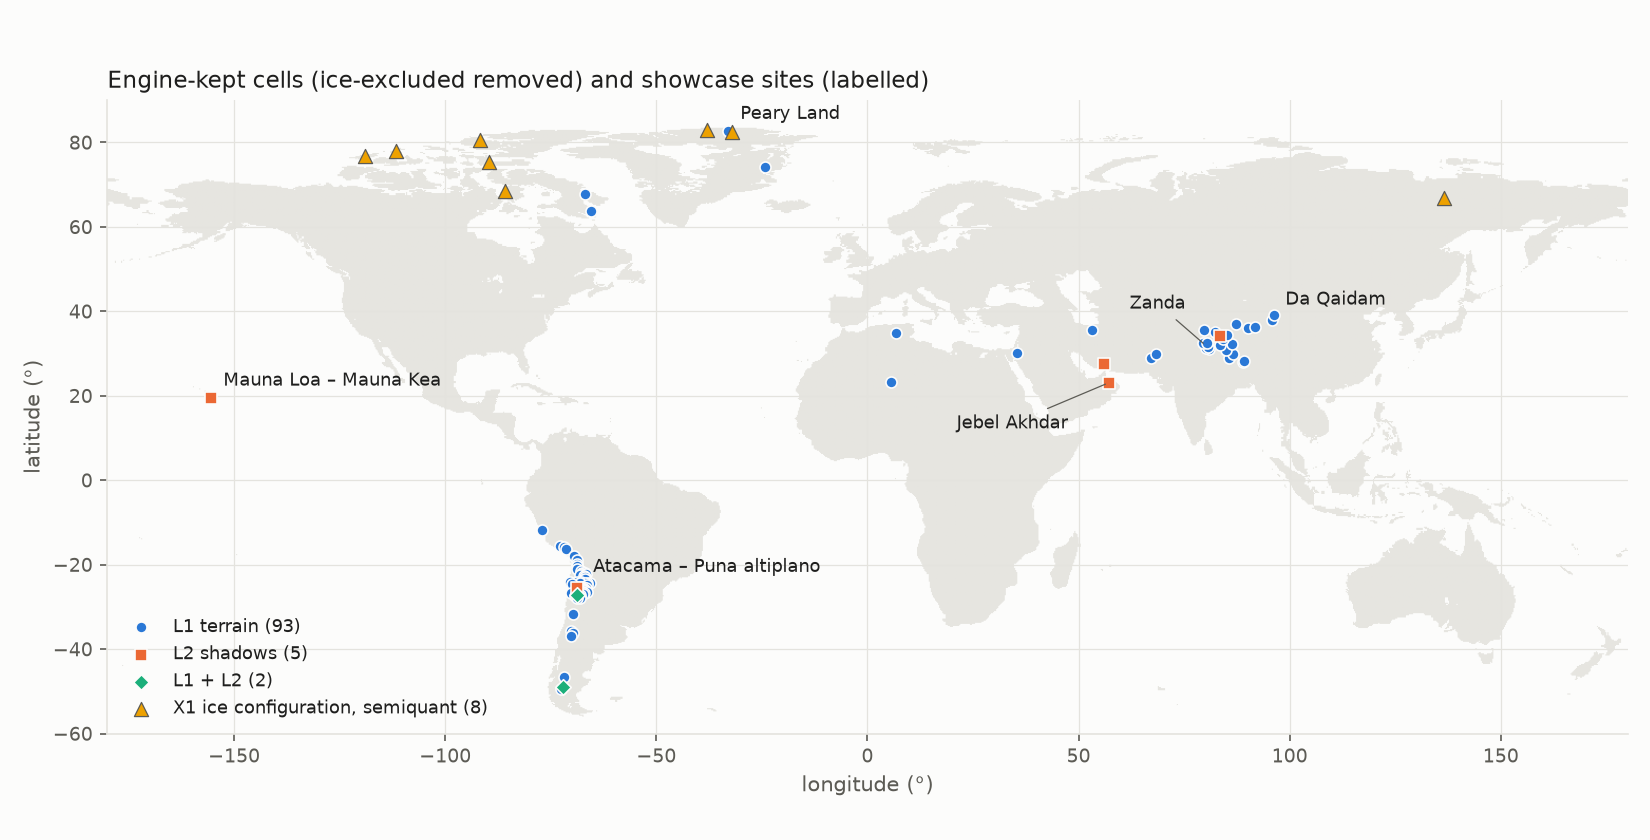 Engine-kept cells (ice-excluded removed) and showcase sites (labelled)
Peary Land
80
60
40
20
0
−20
−40
−60
latitude (°)
Zanda
Da Qaidam
Mauna Loa – Mauna Kea
Jebel Akhdar
Atacama – Puna altiplano
L1 terrain (93)
L2 shadows (5)
L1 + L2 (2)
X1 ice configuration, semiquant (8)
−150
−100
−50
0
50
100
150
longitude (°)